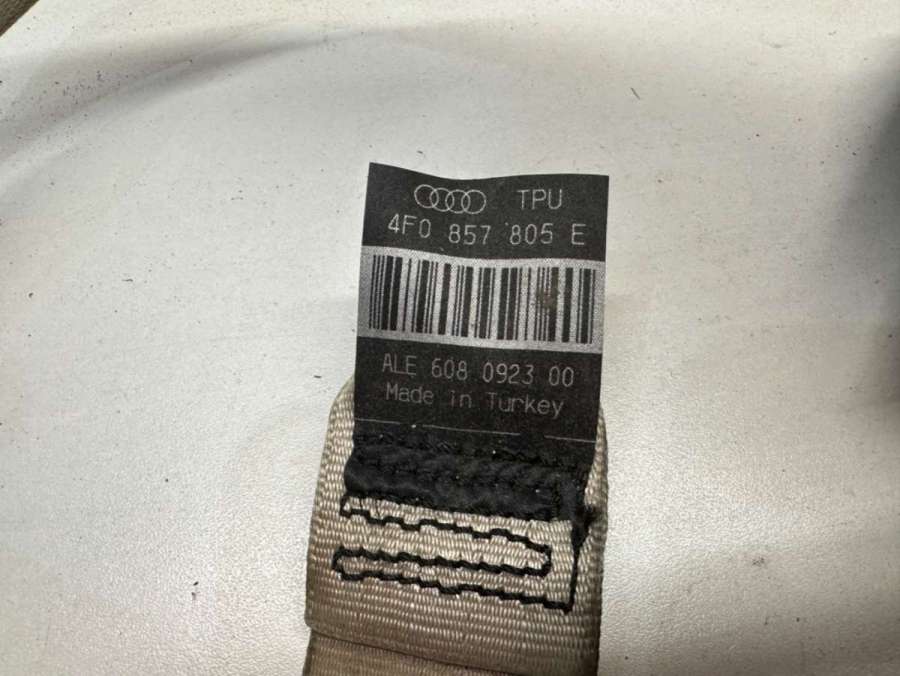 TPU
4F0 857 805 E
ALE 608 0923 00
Made in Turkey